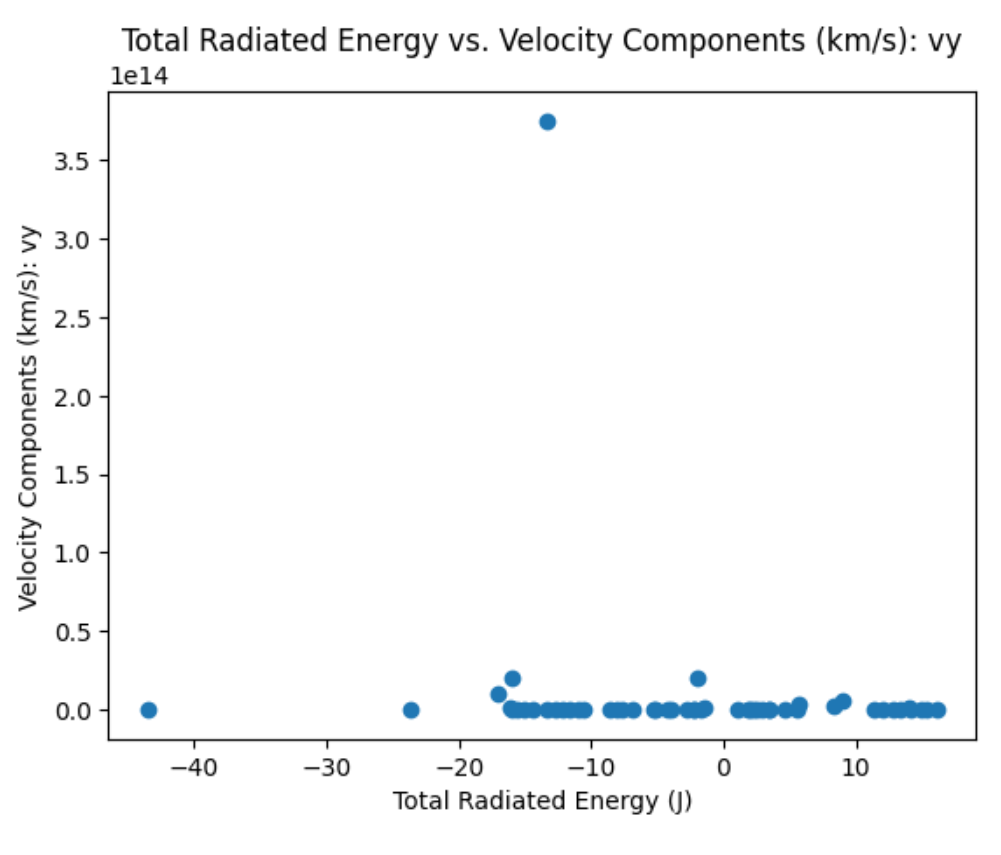 Total Radiated Energy vs. Velocity Components (km/s): vy
1e14
3.5
3.0
2.5
2.0
1.5
1.0
0.5
0.0
Velocity Components (km/s): vy
−40 −30 −20 −10 0 10
Total Radiated Energy (J)